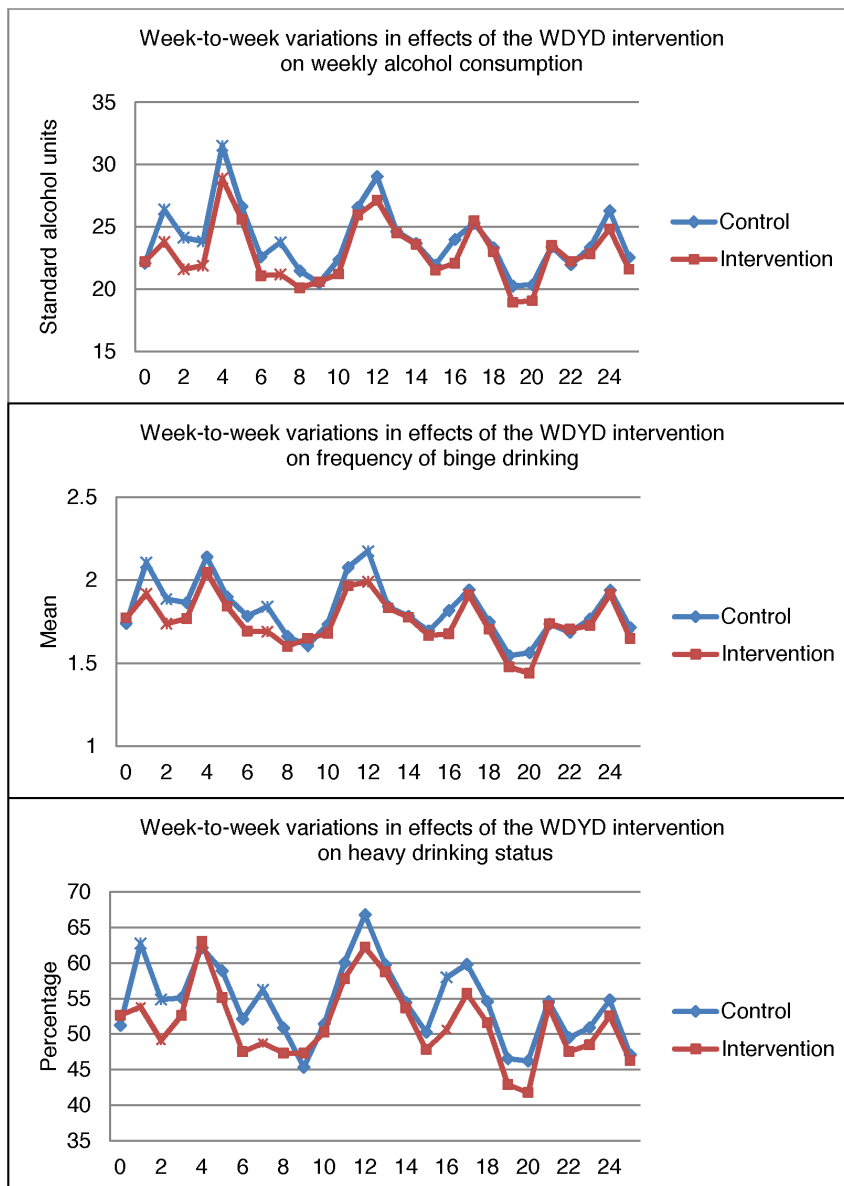 Week-to-week variations in effects of the WDYD intervention
on weekly alcohol consumption
Standard alcohol units
35
30
25
20
15
0 2 4 6 8 10 12 14 16 18 20 22 24
Control
Intervention
Week-to-week variations in effects of the WDYD intervention
on frequency of binge drinking
Mean
2.5
2
1.5
1
0 2 4 6 8 10 12 14 16 18 20 22 24
Control
Intervention
Week-to-week variations in effects of the WDYD intervention
on heavy drinking status
Percentage
70
65
60
55
50
45
40
35
0 2 4 6 8 10 12 14 16 18 20 22 24
Control
Intervention